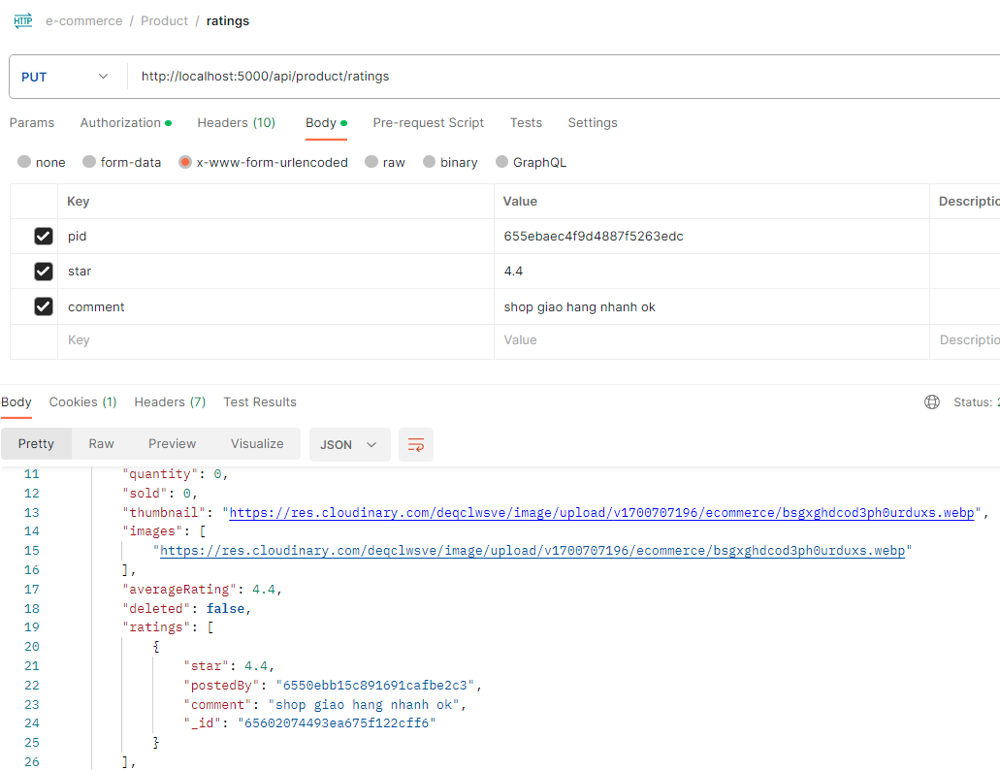 HTTP e-commerce / Product / ratings
PUT http://localhost:5000/api/product/ratings
Params Authorization Headers (10) Body Pre-request Script Tests Settings
none form-data x-www-form-urlencoded raw binary GraphQL
Key Value Descriptio
pid 655ebaec4f9d4887f5263edc
star 4.4
comment shop giao hang nhanh ok
Key Value Descriptio
Body Cookies (1) Headers (7) Test Results Status: 2
Pretty Raw Preview Visualize JSON
11 "quantity": 0,
12 "sold": 0,
13 "thumbnail": "https://res.cloudinary.com/deqclwsve/image/upload/v1700707196/ecommerce/bsgxghdcod3ph0urduxs.webp",
14 "images": [
15 "https://res.cloudinary.com/deqclwsve/image/upload/v1700707196/ecommerce/bsgxghdcod3ph0urduxs.webp"
16 ],
17 "averageRating": 4.4,
18 "deleted": false,
19 "ratings": [
20 {
21 "star": 4.4,
22 "postedBy": "6550ebb15c891691cafbe2c3",
23 "comment": "shop giao hang nhanh ok",
24 "_id": "65602074493ea675f122cff6"
25 }
26 ],